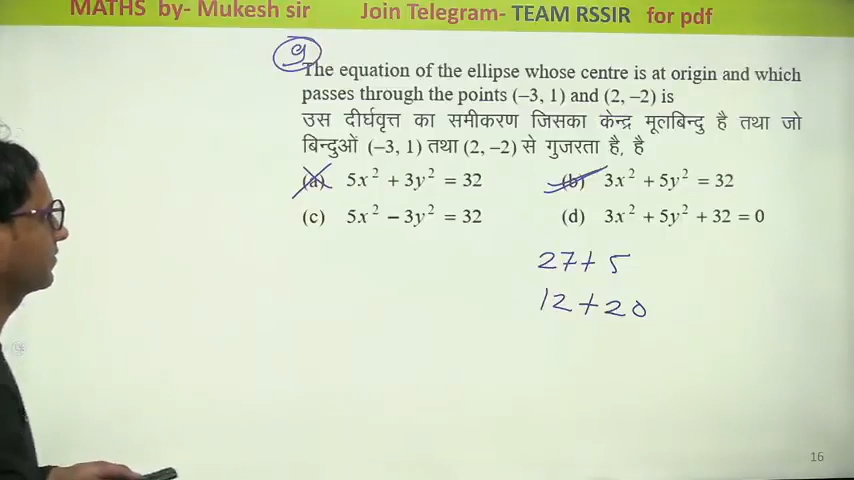 MATHS by- Mukesh sir Join Telegram- TEAM RSSIR for pdf
9
The equation of the ellipse whose centre is at origin and which
passes through the points (–3, 1) and (2, –2) is
उस दीर्घवृत्त का समीकरण जिसका केन्द्र मूलबिन्दु है तथा जो
बिन्दुओं (–3, 1) तथा (2, –2) से गुजरता है, है
(a) 5x² + 3y² = 32 (b) 3x² + 5y² = 32
(c) 5x² – 3y² = 32 (d) 3x² + 5y² + 32 = 0
27+ 5
12+20
16